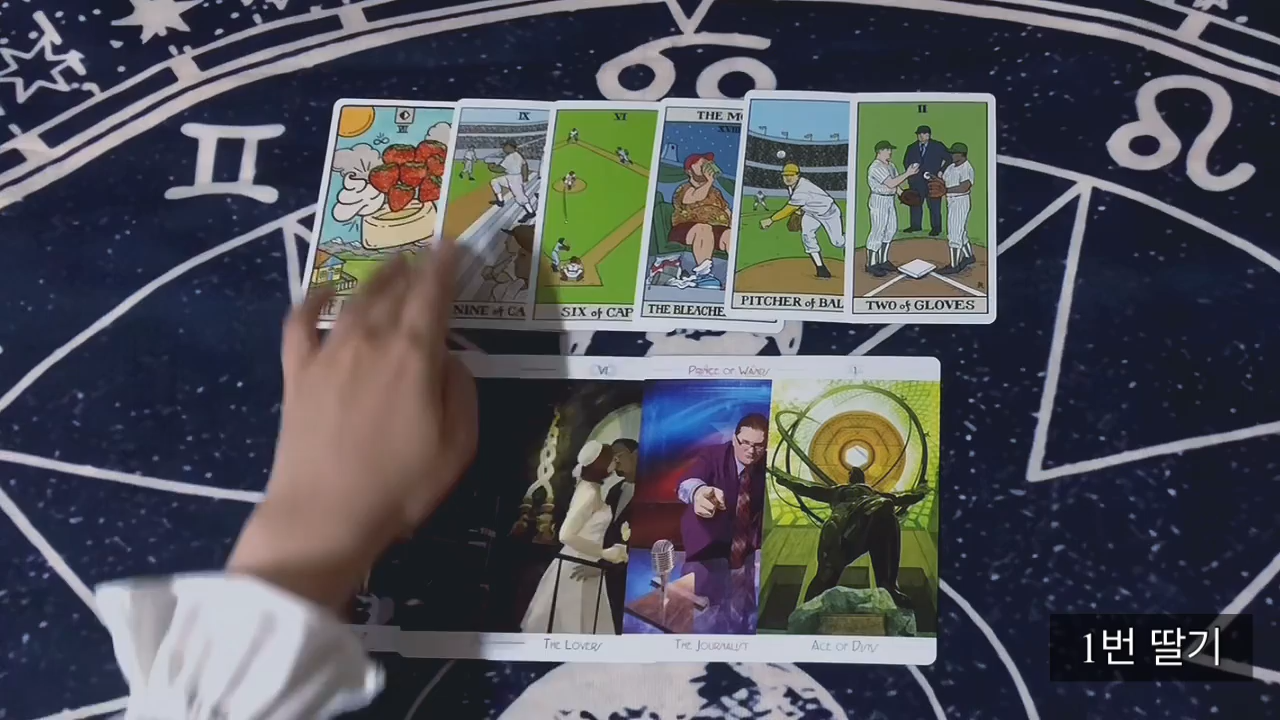 IX
VI
THE MO
XVIII
II
NINE of CA
SIX of CAP
THE BLEACHE
PITCHER of BAL
TWO of GLOVES
VI
PRINCE OF WANDS
1
THE LOVERS
THE JOURNALIST
ACE OF DISKS
1번 딸기